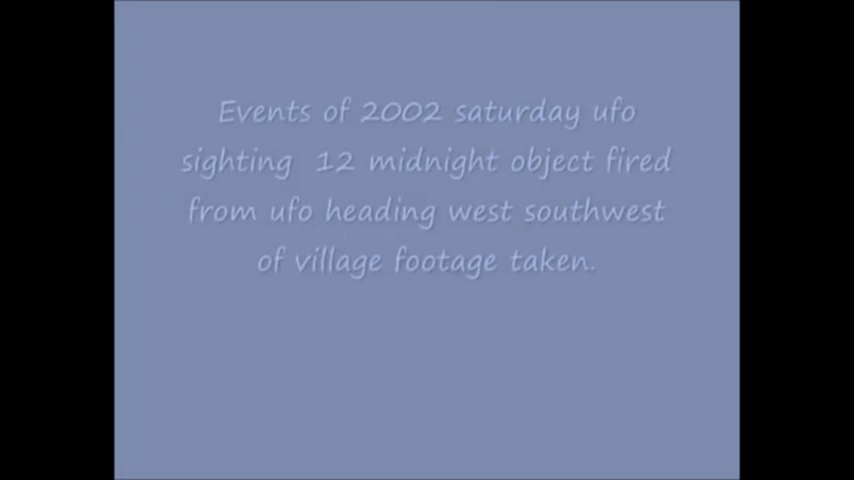 Events of 2002 saturday ufo
sighting  12 midnight object fired
from ufo heading west southwest
of village footage taken.